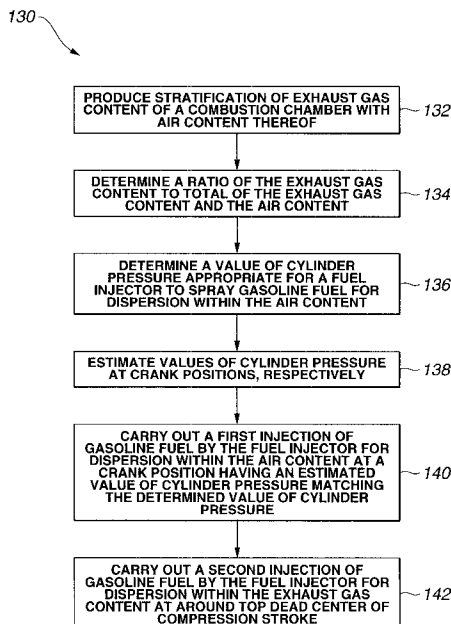 130
PRODUCE STRATIFICATION OF EXHAUST GAS
CONTENT OF A COMBUSTION CHAMBER WITH
AIR CONTENT THEREOF
132
DETERMINE A RATIO OF THE EXHAUST GAS
CONTENT TO TOTAL OF THE EXHAUST GAS
CONTENT AND THE AIR CONTENT
134
DETERMINE A VALUE OF CYLINDER
PRESSURE APPROPRIATE FOR A FUEL
INJECTOR TO SPRAY GASOLINE FUEL FOR
DISPERSION WITHIN THE AIR CONTENT
136
ESTIMATE VALUES OF CYLINDER PRESSURE
AT CRANK POSITIONS, RESPECTIVELY
138
CARRY OUT A FIRST INJECTION OF
GASOLINE FUEL BY THE FUEL INJECTOR FOR
DISPERSION WITHIN THE AIR CONTENT AT A
CRANK POSITION HAVING AN ESTIMATED
VALUE OF CYLINDER PRESSURE MATCHING
THE DETERMINED VALUE OF CYLINDER
PRESSURE
140
CARRY OUT A SECOND INJECTION OF
GASOLINE FUEL BY THE FUEL INJECTOR FOR
DISPERSION WITHIN THE EXHAUST GAS
CONTENT AT AROUND TOP DEAD CENTER OF
COMPRESSION STROKE
142